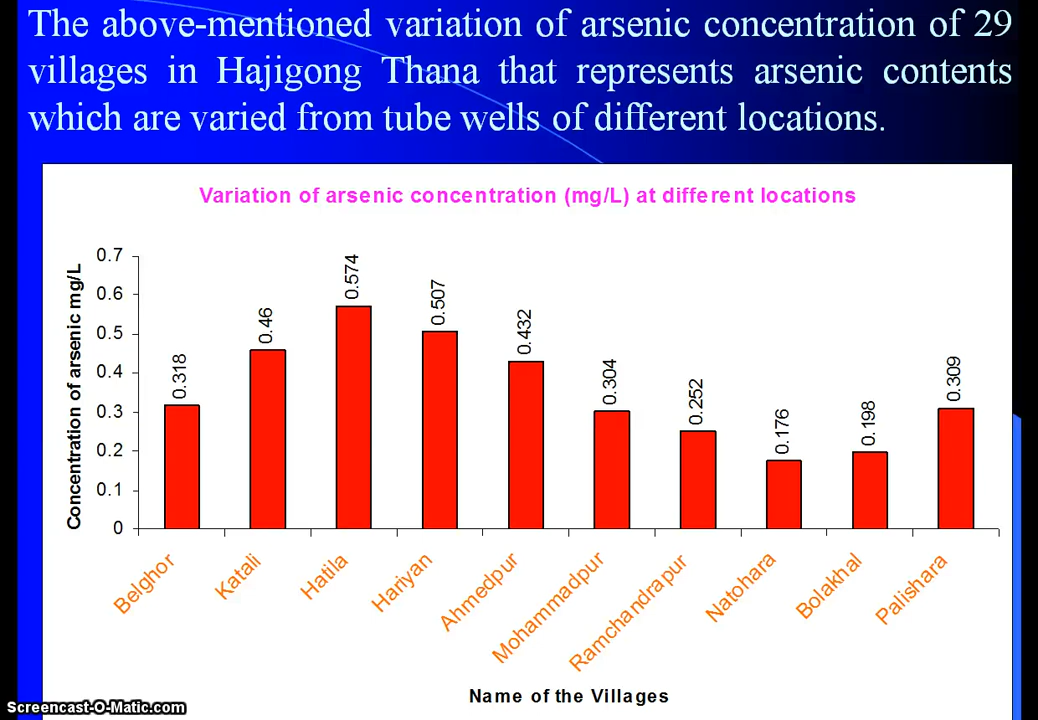 The above-mentioned variation of arsenic concentration of 29
villages in Hajigong Thana that represents arsenic contents
which are varied from tube wells of different locations.
Variation of arsenic concentration (mg/L) at different locations
Concentration of arsenic mg/L
0.7
0.6
0.5
0.4
0.3
0.2
0.1
0
0.318
0.46
0.574
0.507
0.432
0.304
0.252
0.176
0.198
0.309
Belghor
Katali
Hatila
Hariyan
Ahmedpur
Mohammadpur
Ramchandrapur
Natohara
Bolakhal
Palishara
Name of the Villages
Screencast-O-Matic.com